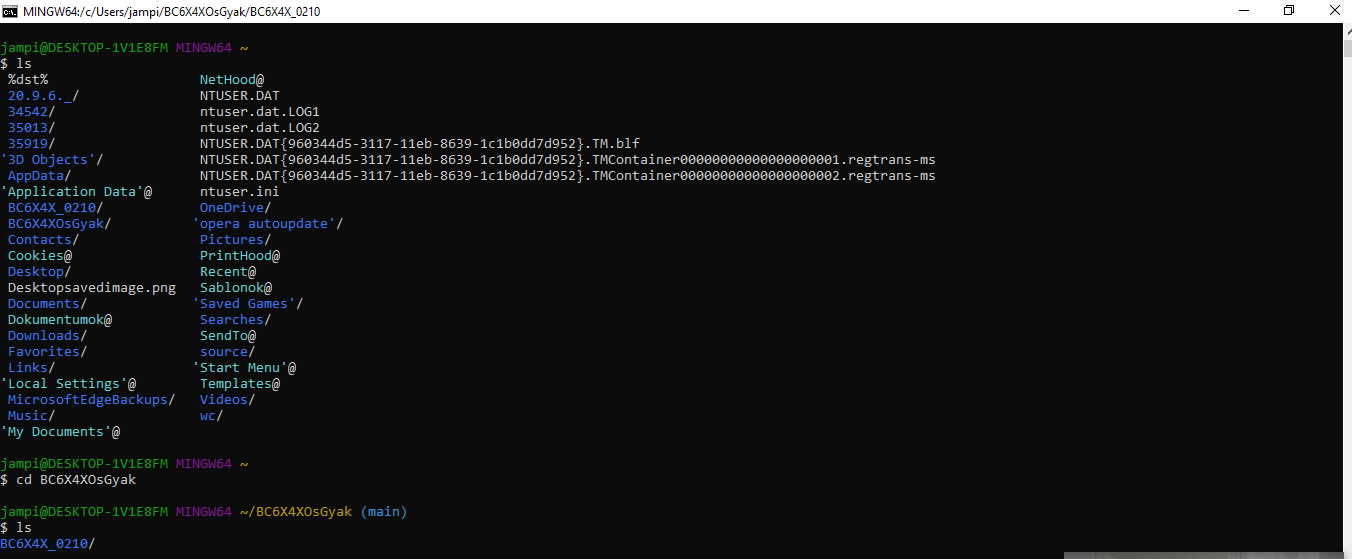 MINGW64:/c/Users/jampi/BC6X4XOsGyak/BC6X4X_0210
jampi@DESKTOP-1V1E8FM MINGW64 ~
$ ls
%dst% NetHood@
20.9.6._/ NTUSER.DAT
34542/ ntuser.dat.LOG1
35013/ ntuser.dat.LOG2
35919/ NTUSER.DAT{960344d5-3117-11eb-8639-1c1b0dd7d952}.TM.blf
'3D Objects'/ NTUSER.DAT{960344d5-3117-11eb-8639-1c1b0dd7d952}.TMContainer00000000000000000001.regtrans-ms
AppData/ NTUSER.DAT{960344d5-3117-11eb-8639-1c1b0dd7d952}.TMContainer00000000000000000002.regtrans-ms
'Application Data'@ ntuser.ini
BC6X4X_0210/ OneDrive/
BC6X4XOsGyak/ 'opera autoupdate'/
Contacts/ Pictures/
Cookies@ PrintHood@
Desktop/ Recent@
Desktopsavedimage.png Sablonok@
Documents/ 'Saved Games'/
Dokumentumok@ Searches/
Downloads/ SendTo@
Favorites/ source/
Links/ 'Start Menu'@
'Local Settings'@ Templates@
MicrosoftEdgeBackups/ Videos/
Music/ wc/
'My Documents'@
jampi@DESKTOP-1V1E8FM MINGW64 ~
$ cd BC6X4XOsGyak
jampi@DESKTOP-1V1E8FM MINGW64 ~/BC6X4XOsGyak (main)
$ ls
BC6X4X_0210/